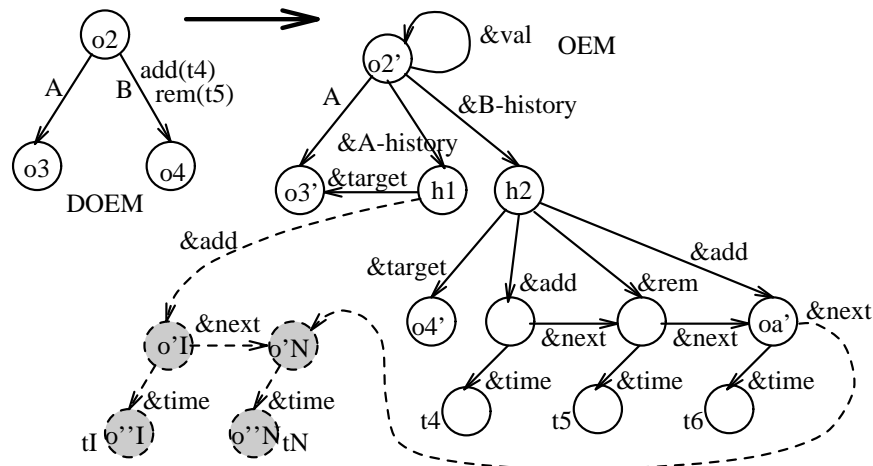 o2
&val
OEM
o2'
add(t4)
A
B
rem(t5)
A
&B-history
&A-history
o3
o4
&target
o3'
h1
h2
DOEM
&add
&add
&target
&add
&rem
&next
o4'
oa'
&next
o'I
o'N
&next
&next
&time
&time
&time
&time
&time
tI
o''I
o''N
tN
t4
t5
t6